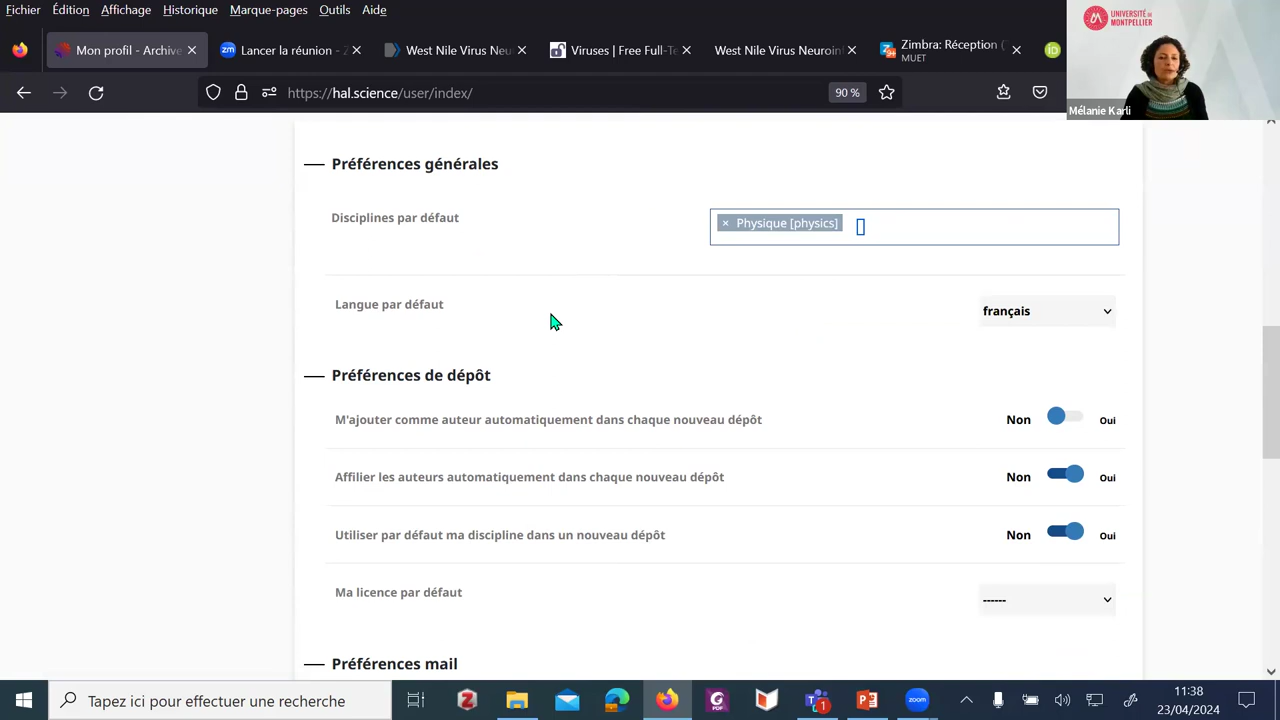 Fichier Édition Affichage Historique Marque-pages Outils Aide
UNIVERSITÉ DE MONTPELLIER
Mon profil - Archive
Lancer la réunion - Z
West Nile Virus Neu
Viruses | Free Full-Te
West Nile Virus Neuroinf
Zimbra: Réception (
MUET
https://hal.science/user/index/
90 %
Mélanie Karli
Préférences générales
Disciplines par défaut
× Physique [physics]
Langue par défaut
français
Préférences de dépôt
M'ajouter comme auteur automatiquement dans chaque nouveau dépôt
Non Oui
Affilier les auteurs automatiquement dans chaque nouveau dépôt
Non Oui
Utiliser par défaut ma discipline dans un nouveau dépôt
Non Oui
Ma licence par défaut
------
Préférences mail
Tapez ici pour effectuer une recherche
1
zoom
11:38
23/04/2024